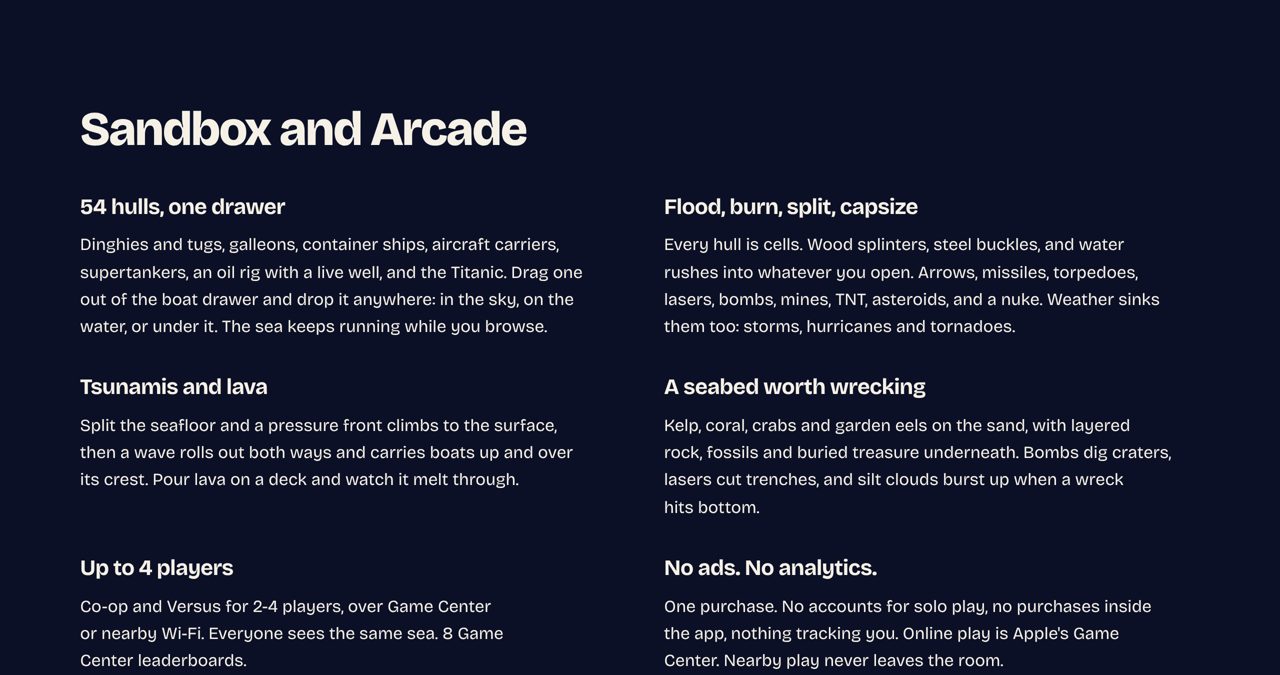 Sandbox and Arcade
54 hulls, one drawer
Dinghies and tugs, galleons, container ships, aircraft carriers,
supertankers, an oil rig with a live well, and the Titanic. Drag one
out of the boat drawer and drop it anywhere: in the sky, on the
water, or under it. The sea keeps running while you browse.
Flood, burn, split, capsize
Every hull is cells. Wood splinters, steel buckles, and water
rushes into whatever you open. Arrows, missiles, torpedoes,
lasers, bombs, mines, TNT, asteroids, and a nuke. Weather sinks
them too: storms, hurricanes and tornadoes.
Tsunamis and lava
Split the seafloor and a pressure front climbs to the surface,
then a wave rolls out both ways and carries boats up and over
its crest. Pour lava on a deck and watch it melt through.
A seabed worth wrecking
Kelp, coral, crabs and garden eels on the sand, with layered
rock, fossils and buried treasure underneath. Bombs dig craters,
lasers cut trenches, and silt clouds burst up when a wreck
hits bottom.
Up to 4 players
Co-op and Versus for 2-4 players, over Game Center
or nearby Wi-Fi. Everyone sees the same sea. 8 Game
Center leaderboards.
No ads. No analytics.
One purchase. No accounts for solo play, no purchases inside
the app, nothing tracking you. Online play is Apple's Game
Center. Nearby play never leaves the room.